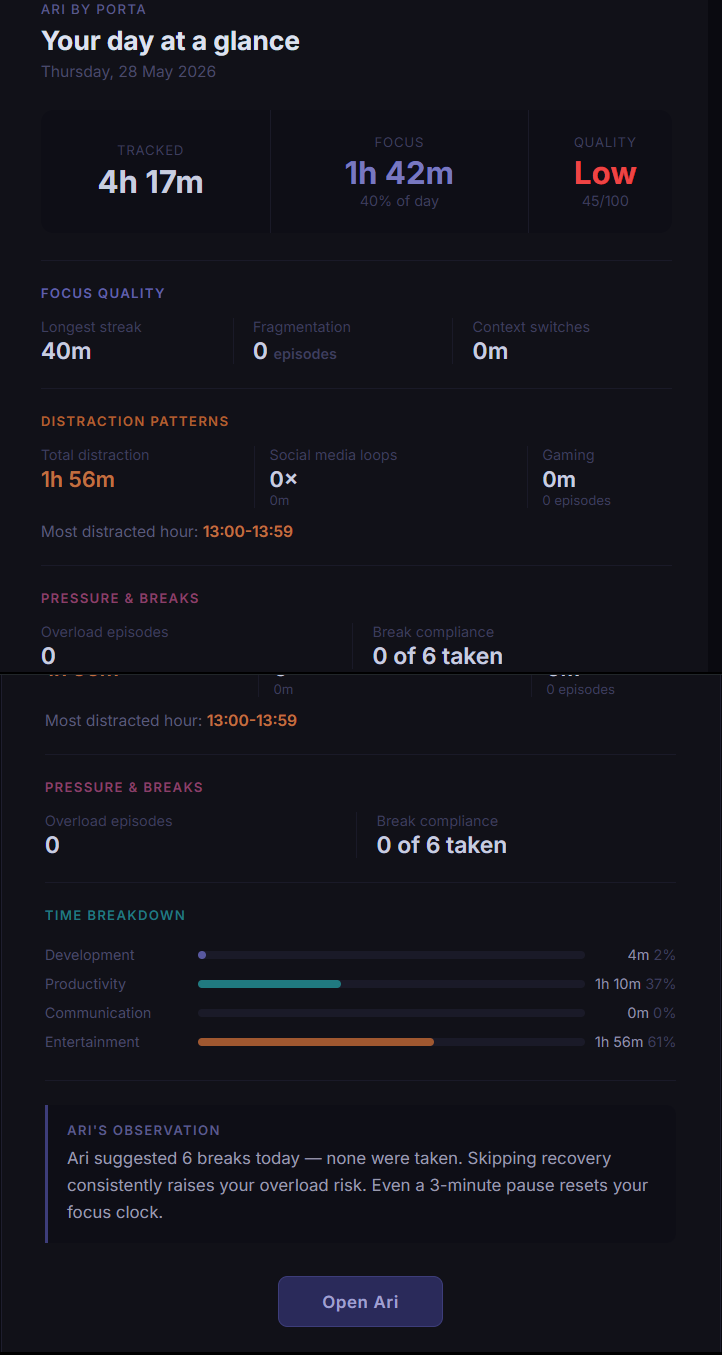 ARI BY PORTA
Your day at a glance
Thursday, 28 May 2026
TRACKED
4h 17m
FOCUS
1h 42m
40% of day
QUALITY
Low
45/100
FOCUS QUALITY
Longest streak
40m
Fragmentation
0 episodes
Context switches
0m
DISTRACTION PATTERNS
Total distraction
1h 56m
Social media loops
0×
0m
Gaming
0m
0 episodes
Most distracted hour: 13:00-13:59
PRESSURE & BREAKS
Overload episodes
0
Break compliance
0 of 6 taken
0m
0 episodes
Most distracted hour: 13:00-13:59
PRESSURE & BREAKS
Overload episodes
0
Break compliance
0 of 6 taken
TIME BREAKDOWN
Development 4m 2%
Productivity 1h 10m 37%
Communication 0m 0%
Entertainment 1h 56m 61%
ARI'S OBSERVATION
Ari suggested 6 breaks today — none were taken. Skipping recovery
consistently raises your overload risk. Even a 3-minute pause resets your
focus clock.
Open Ari